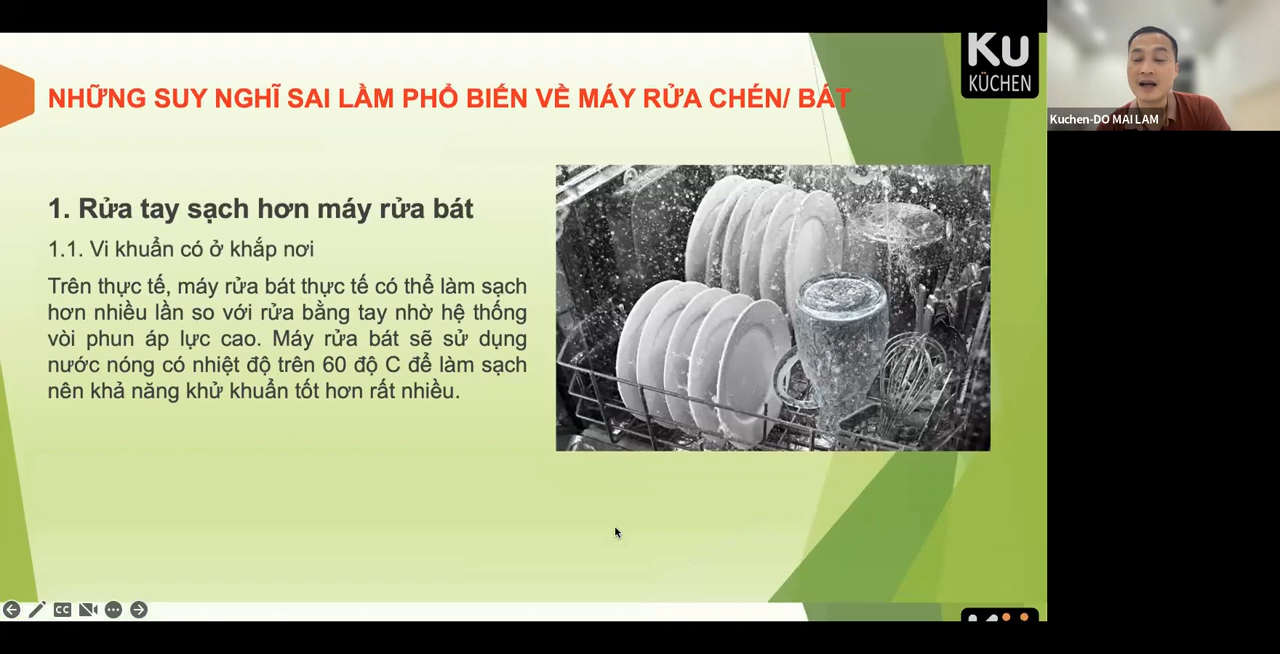 Ku
KÜCHEN
NHỮNG SUY NGHĨ SAI LẦM PHỔ BIẾN VỀ MÁY RỬA CHÉN/ BÁT
Kuchen-DO MAI LAM
1. Rửa tay sạch hơn máy rửa bát
1.1. Vi khuẩn có ở khắp nơi
Trên thực tế, máy rửa bát thực tế có thể làm sạch
hơn nhiều lần so với rửa bằng tay nhờ hệ thống
vòi phun áp lực cao. Máy rửa bát sẽ sử dụng
nước nóng có nhiệt độ trên 60 độ C để làm sạch
nên khả năng khử khuẩn tốt hơn rất nhiều.
CC